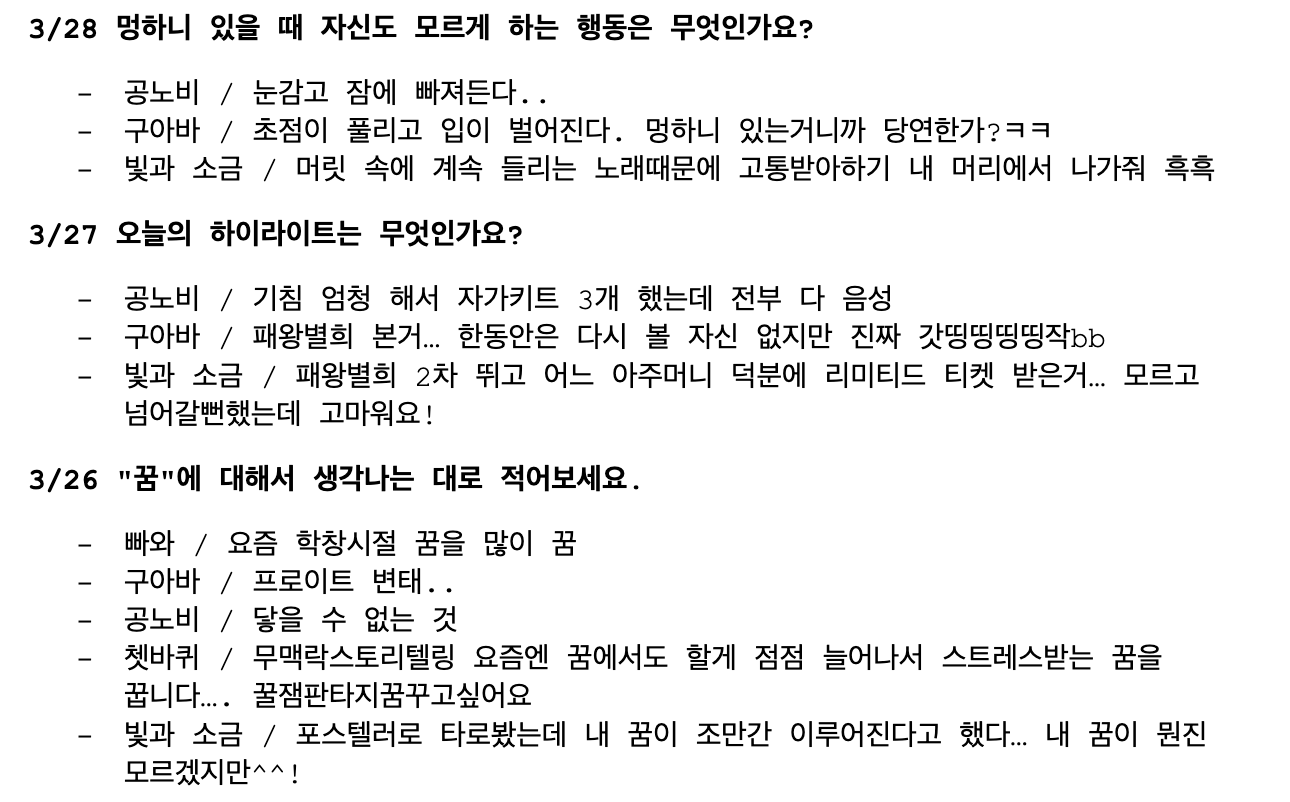 3/28 멍하니 있을 때 자신도 모르게 하는 행동은 무엇인가요?
- 공노비 / 눈감고 잠에 빠져든다..
- 구아바 / 초점이 풀리고 입이 벌어진다. 멍하니 있는거니까 당연한가?ㅋㅋ
- 빛과 소금 / 머릿 속에 계속 들리는 노래때문에 고통받아하기 내 머리에서 나가줘 흑흑
3/27 오늘의 하이라이트는 무엇인가요?
- 공노비 / 기침 엄청 해서 자가키트 3개 했는데 전부 다 음성
- 구아바 / 패왕별희 본거… 한동안은 다시 볼 자신 없지만 진짜 갓띵띵띵띵작bb
- 빛과 소금 / 패왕별희 2차 뛰고 어느 아주머니 덕분에 리미티드 티켓 받은거… 모르고
넘어갈뻔했는데 고마워요!
3/26 "꿈"에 대해서 생각나는 대로 적어보세요.
- 빠와 / 요즘 학창시절 꿈을 많이 꿈
- 구아바 / 프로이트 변태..
- 공노비 / 닿을 수 없는 것
- 쳇바퀴 / 무맥락스토리텔링 요즘엔 꿈에서도 할게 점점 늘어나서 스트레스받는 꿈을
꿉니다…. 꿀잼판타지꿈꾸고싶어요
- 빛과 소금 / 포스텔러로 타로봤는데 내 꿈이 조만간 이루어진다고 했다… 내 꿈이 뭔진
모르겠지만^^!